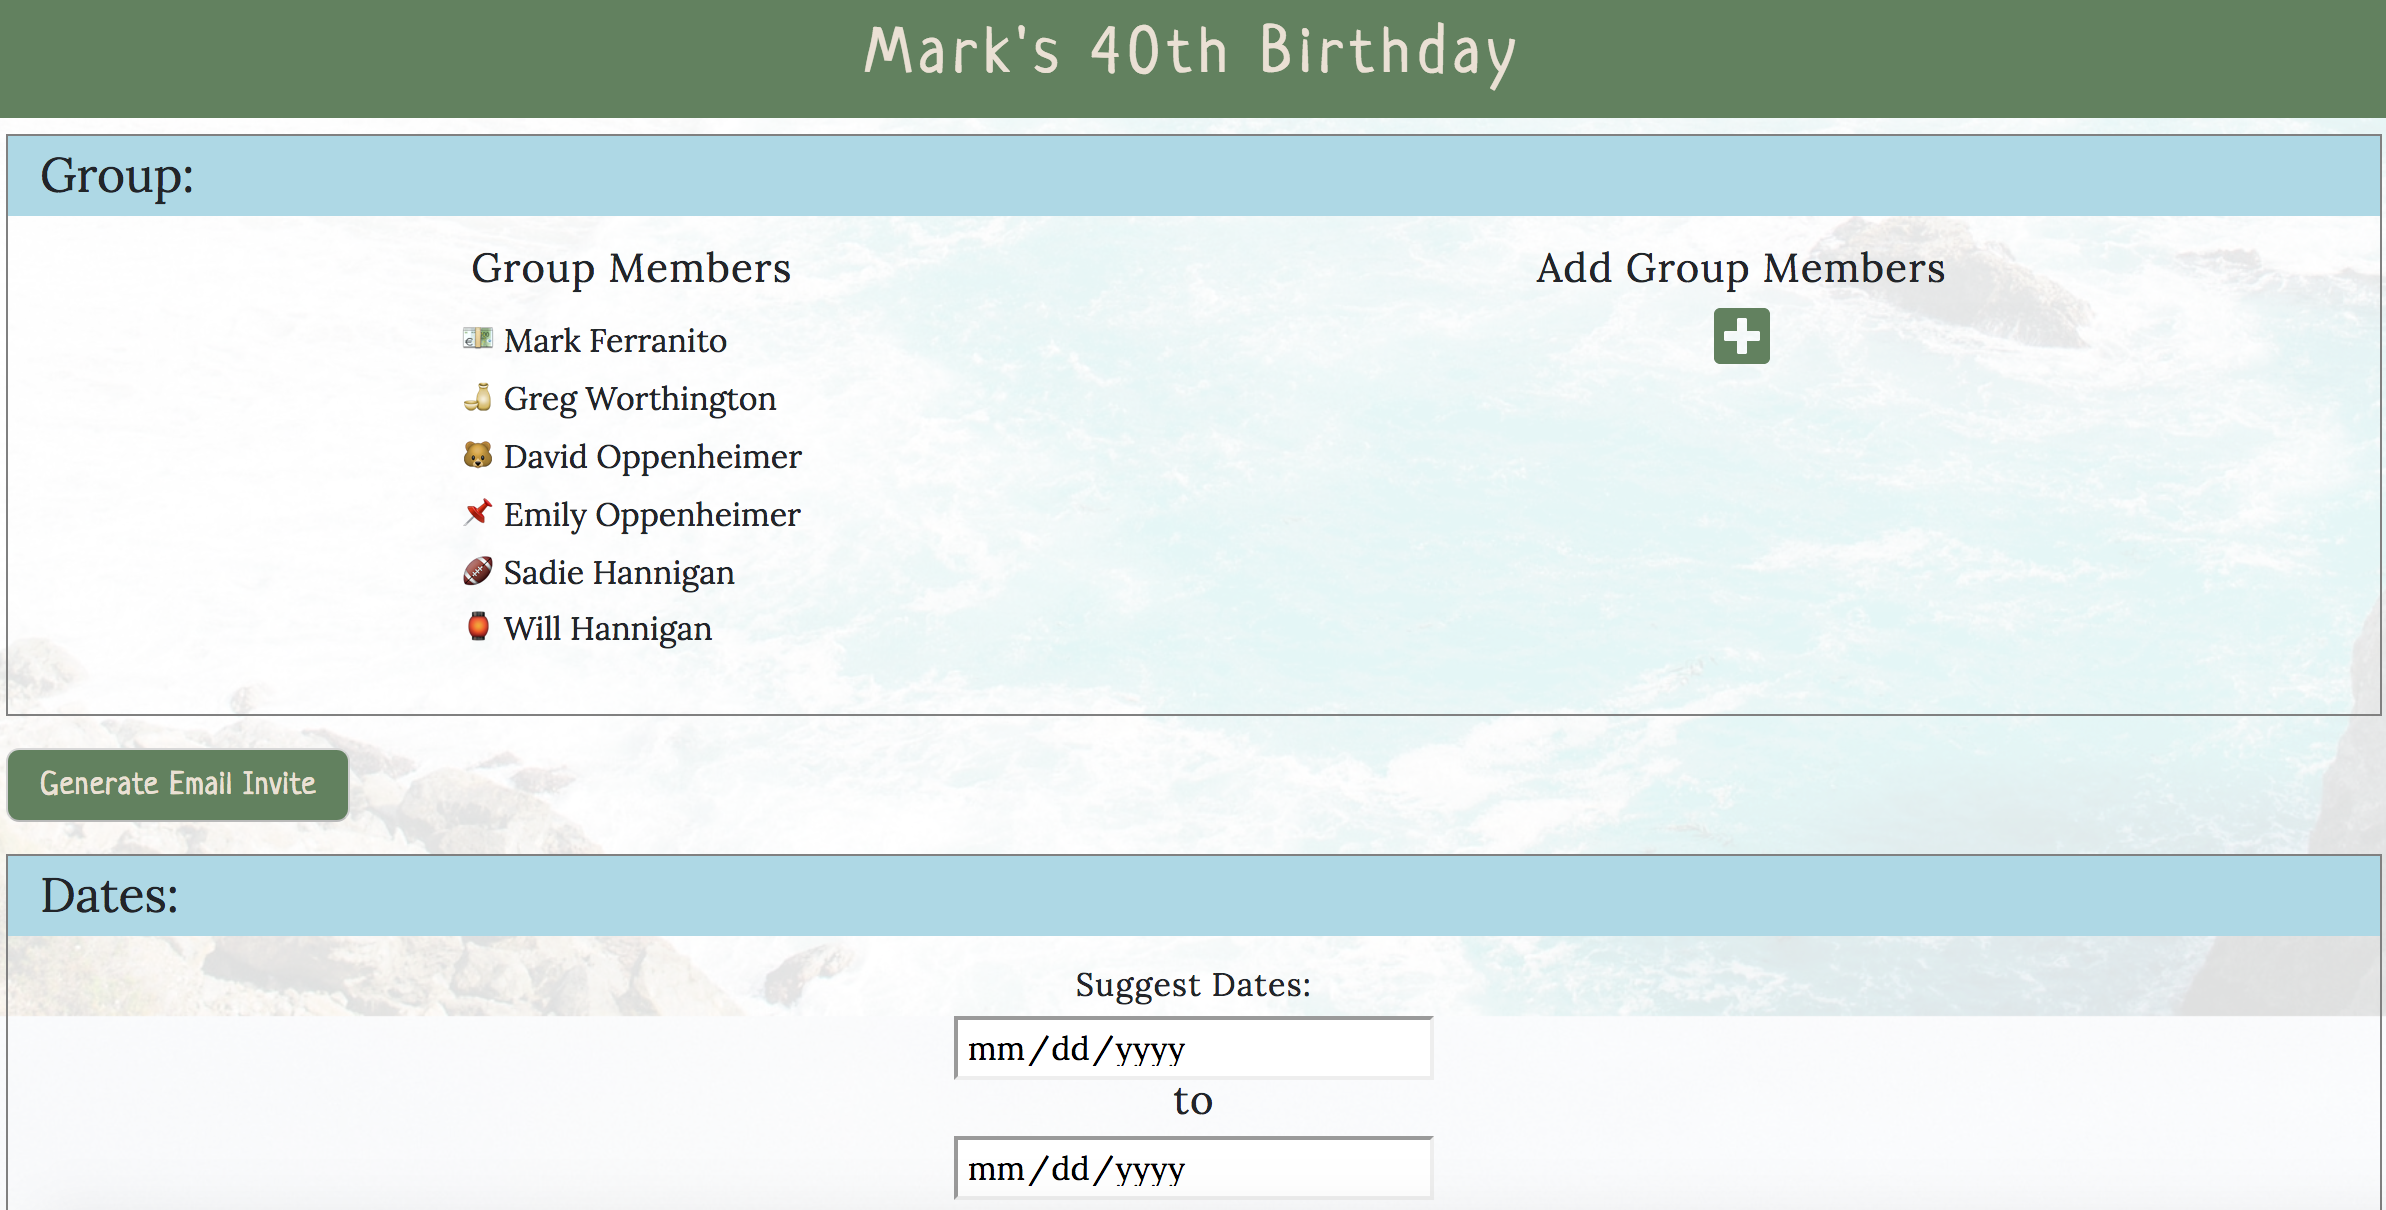 Mark's 40th Birthday
Group:
Group Members
Mark Ferranito
Greg Worthington
David Oppenheimer
Emily Oppenheimer
Sadie Hannigan
Will Hannigan
Add Group Members
Generate Email Invite
Dates:
Suggest Dates:
mm/dd/yyyy
to
mm/dd/yyyy